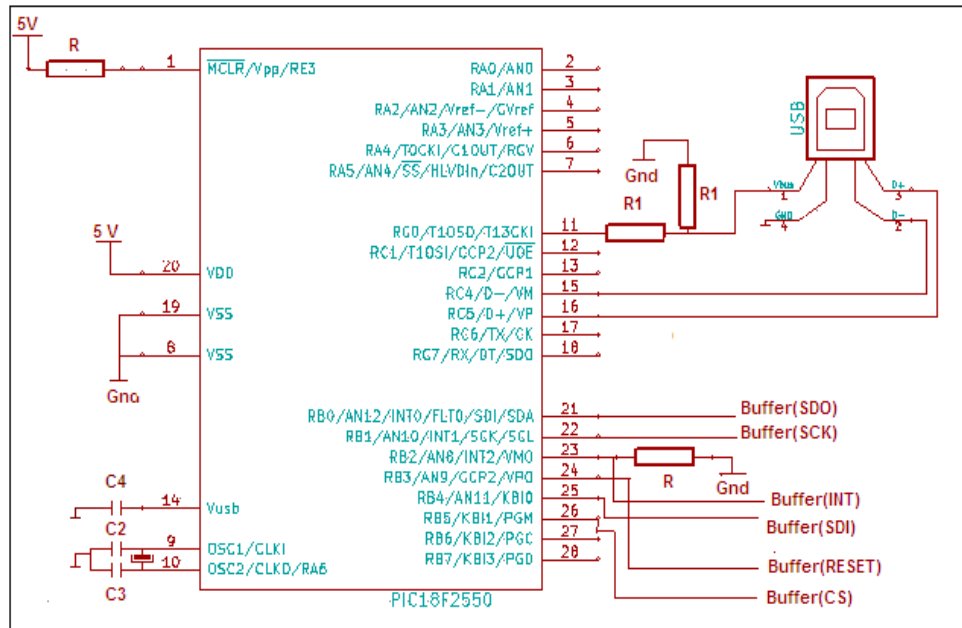 5V
R
1
MCLR/Vpp/RE3
RA0/AN0
2
RA1/AN1
3
RA2/AN2/Vref-/CVref
4
RA3/AN3/Vref+
5
RA4/T0CKI/C1OUT/RCV
6
RA5/AN4/SS/HLVDIn/C2OUT
7
Gnd
R1
R1
USB
Vbus
1
D+
3
GND
4
D-
2
RC0/T1OSO/T13CKI
11
RC1/T1OSI/CCP2/UOE
12
RC2/CCP1
13
RC4/D-/VM
15
RC5/D+/VP
16
RC6/TX/CK
17
RC7/RX/DT/SDO
18
5 V
20
VDD
19
VSS
8
VSS
Gnd
RB0/AN12/INT0/FLT0/SDI/SDA
21
Buffer(SDO)
RB1/AN10/INT1/SCK/SCL
22
Buffer(SCK)
RB2/AN8/INT2/VMO
23
R
Gnd
RB3/AN9/CCP2/VPO
24
Buffer(INT)
RB4/AN11/KBI0
25
Buffer(SDI)
RB5/KBI1/PGM
26
RB6/KBI2/PGC
27
RB7/KBI3/PGD
28
Buffer(RESET)
Buffer(CS)
C4
14
Vusb
C2
9
OSC1/CLKI
10
OSC2/CLKO/RA6
C3
PIC18F2550